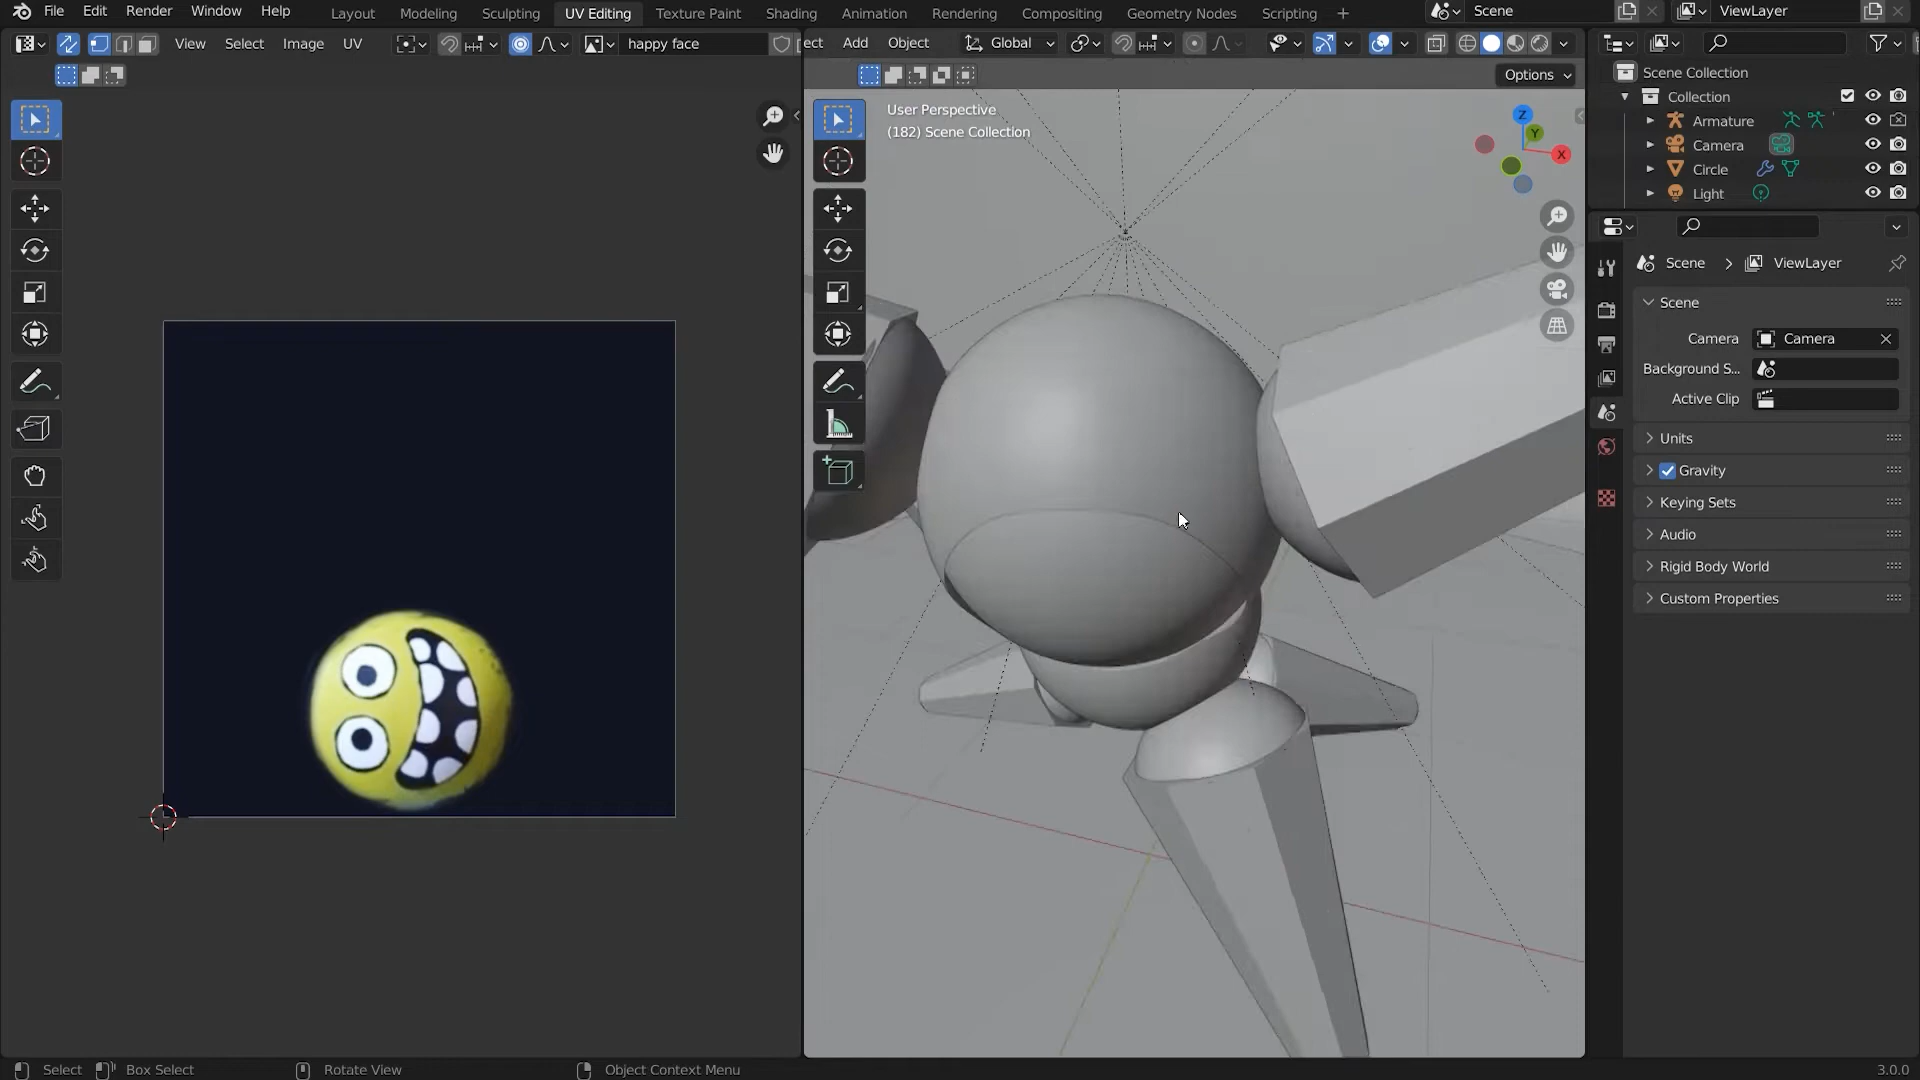 File Edit Render Window Help Layout Modeling Sculpting UV Editing Texture Paint Shading Animation Rendering Compositing Geometry Nodes Scripting + Scene ViewLayer
View Select Image UV happy face ect Add Object Global
Options
User Perspective
(182) Scene Collection
Z
Y
X
Scene Collection
Collection
Armature
Camera
Circle
Light
Scene > ViewLayer
Scene
Camera Camera
Background S...
Active Clip
Units
Gravity
Keying Sets
Audio
Rigid Body World
Custom Properties
Select Box Select Rotate View Object Context Menu 3.0.0